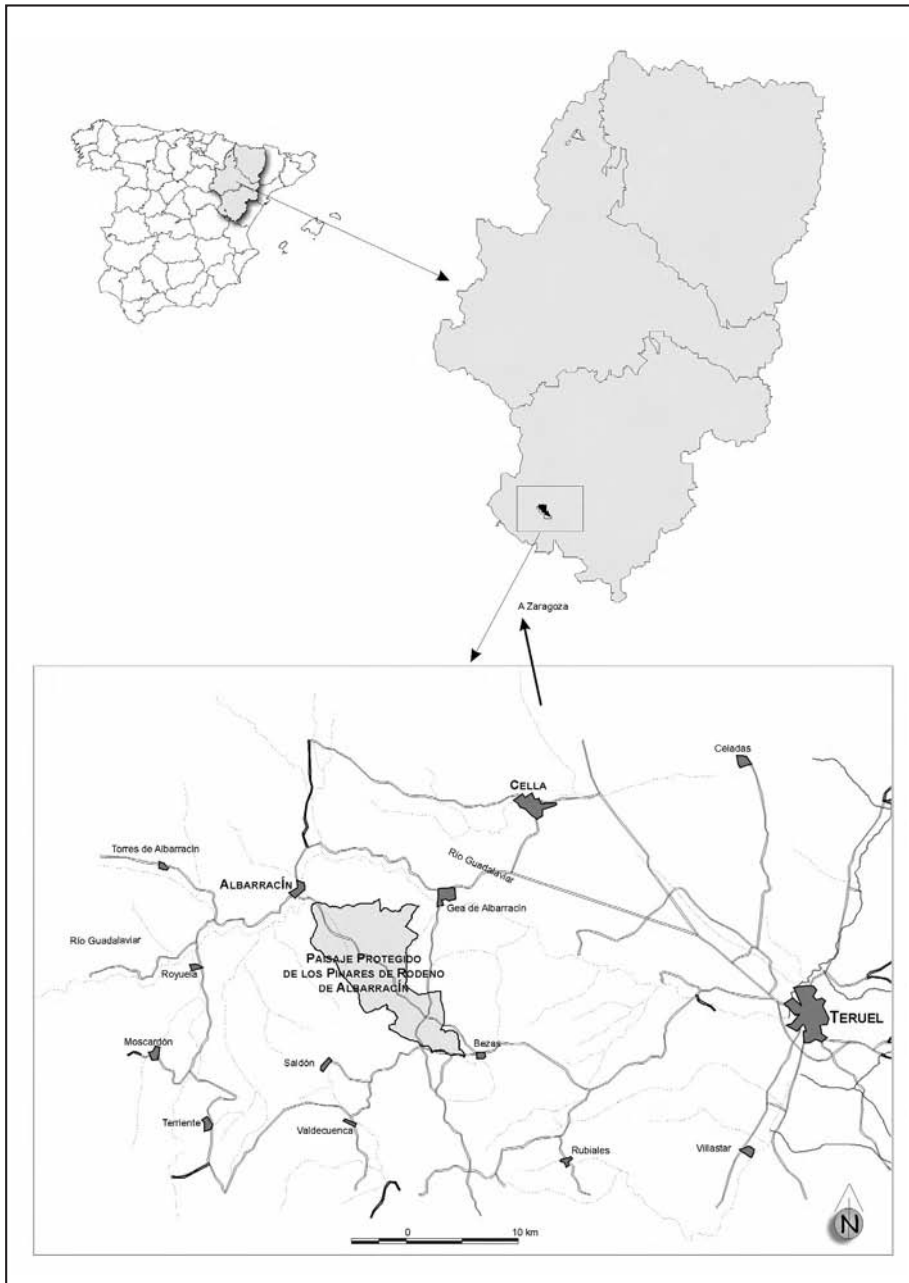 A Zaragoza
Celadas
CELLA
Torres de Albarracín
Río Guadalaviar
ALBARRACÍN
Gea de Albarracín
Río Guadalaviar
Royuela
PAISAJE PROTEGIDO
DE LOS PINARES DE RODENO
DE ALBARRACÍN
TERUEL
Moscardón
Bezas
Saldón
Terriente
Valdecuenca
Rubiales
Villastar
0 10 km
N